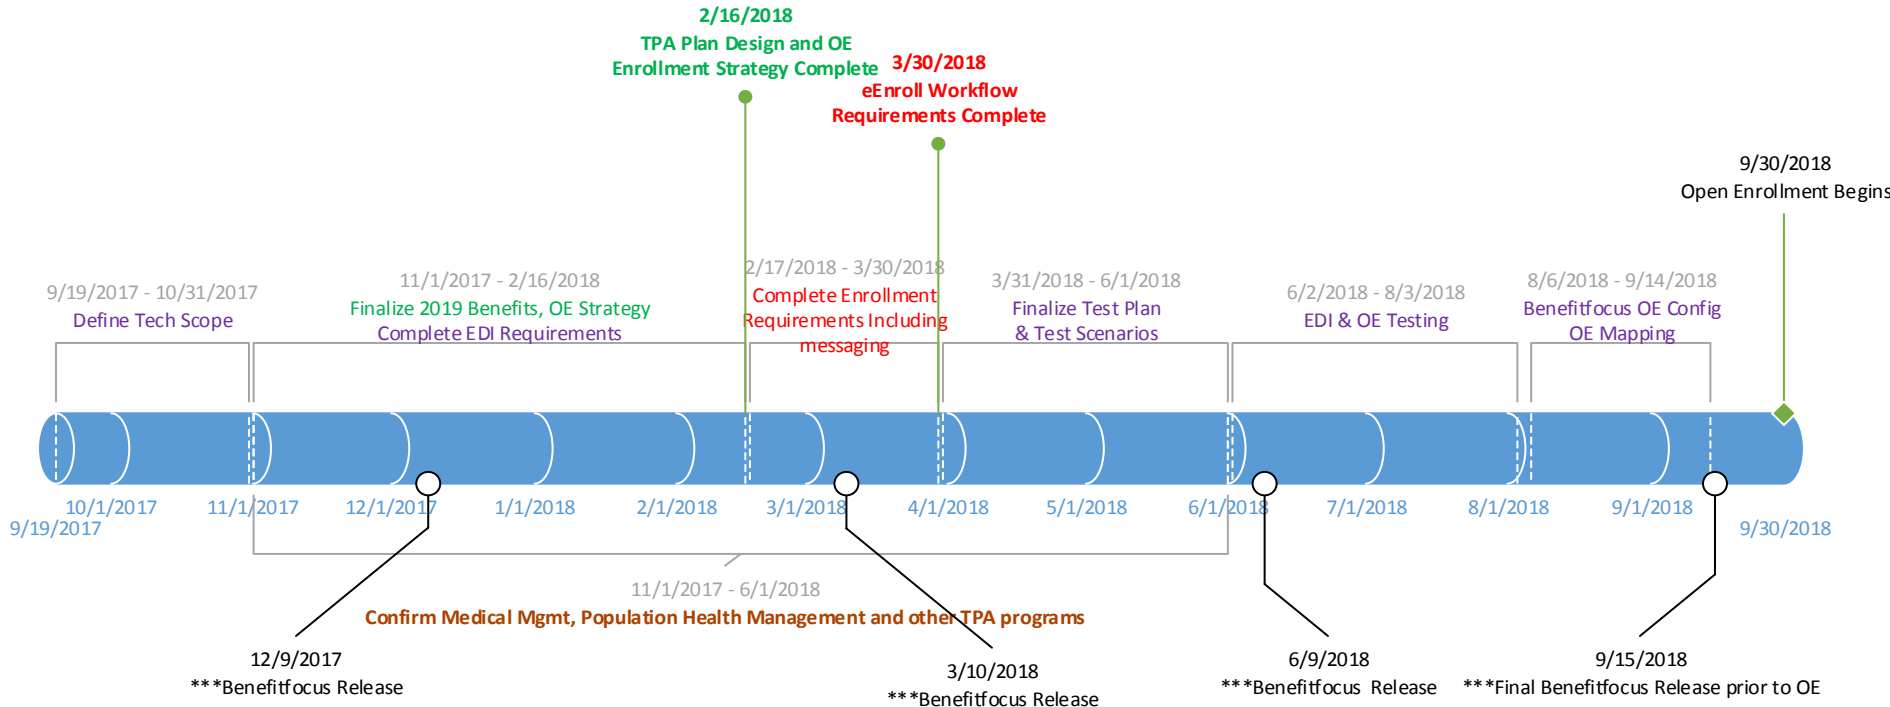 2/16/2018
TPA Plan Design and OE
Enrollment Strategy Complete
3/30/2018
eEnroll Workflow
Requirements Complete
9/30/2018
Open Enrollment Begins
9/19/2017 - 10/31/2017
Define Tech Scope
11/1/2017 - 2/16/2018
Finalize 2019 Benefits, OE Strategy
Complete EDI Requirements
2/17/2018 - 3/30/2018
Complete Enrollment
Requirements Including
messaging
3/31/2018 - 6/1/2018
Finalize Test Plan
& Test Scenarios
6/2/2018 - 8/3/2018
EDI & OE Testing
8/6/2018 - 9/14/2018
Benefitfocus OE Config
OE Mapping
10/1/2017
11/1/2017
12/1/2017
1/1/2018
2/1/2018
3/1/2018
4/1/2018
5/1/2018
6/1/2018
7/1/2018
8/1/2018
9/1/2018
9/19/2017
9/30/2018
11/1/2017 - 6/1/2018
Confirm Medical Mgmt, Population Health Management and other TPA programs
12/9/2017
***Benefitfocus Release
3/10/2018
***Benefitfocus Release
6/9/2018
***Benefitfocus  Release
9/15/2018
***Final Benefitfocus Release prior to OE